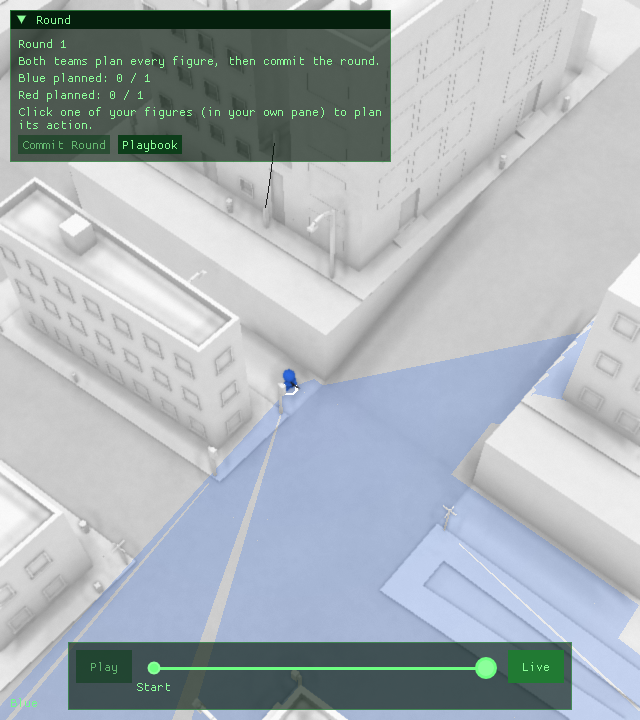 Round
Round 1
Both teams plan every figure, then commit the round.
Blue planned: 0 / 1
Red planned: 0 / 1
Click one of your figures (in your own pane) to plan
its action.
Commit Round
Playbook
Play
Start
Live
Blue